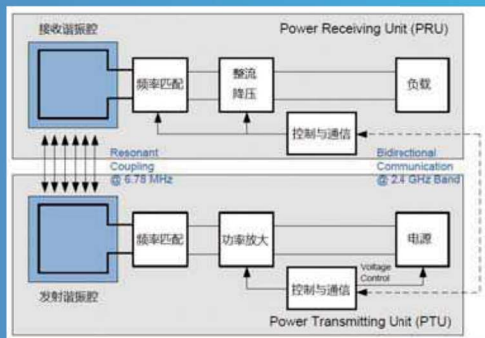 接收谐振腔
Power Receiving Unit (PRU)
频率匹配
整流
降压
负载
控制与通信
Resonant
Coupling
@ 6.78 MHz
Bidirectional
Communication
@ 2.4 GHz Band
频率匹配
功率放大
电源
Voltage
Control
控制与通信
发射谐振腔
Power Transmitting Unit (PTU)